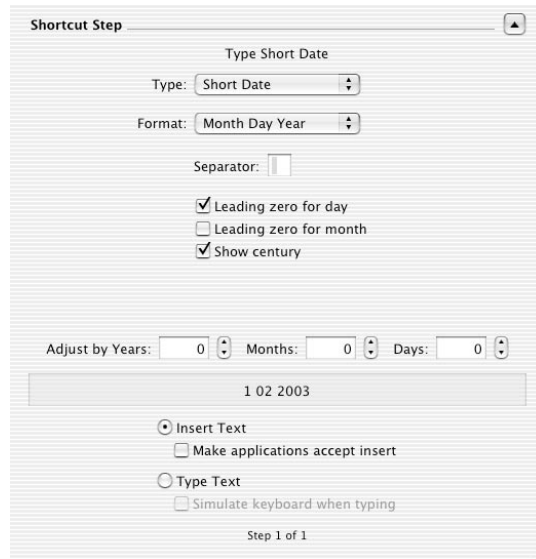 Shortcut Step
Type Short Date
Type: Short Date
Format: Month Day Year
Separator:
Leading zero for day
Leading zero for month
Show century
Adjust by Years: 0 Months: 0 Days: 0
1 02 2003
Insert Text
Make applications accept insert
Type Text
Simulate keyboard when typing
Step 1 of 1